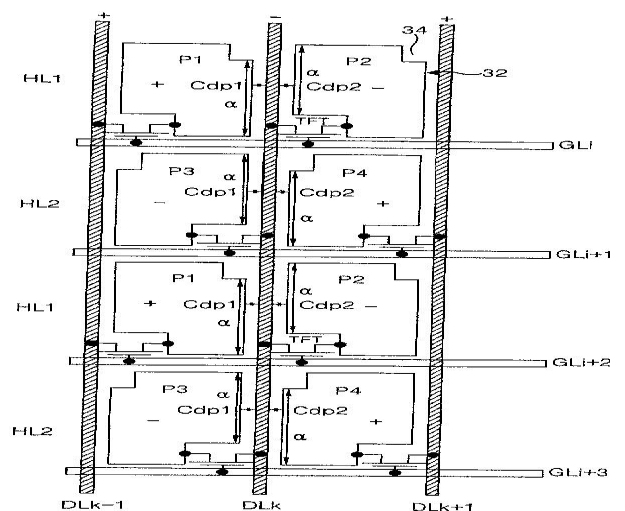 + − +
34
HL1 P1 P2 32
+ Cdp1 Cdp2 −
α α
TFT
GLi
P3 P4
HL2 − Cdp1 Cdp2 +
α α
GLi+1
P1 P2
HL1 + Cdp1 Cdp2 −
α α
TFT
GLi+2
P3 P4
α
Cdp1 Cdp2
HL2 − α +
GLi+3
DLk-1 DLk DLk+1